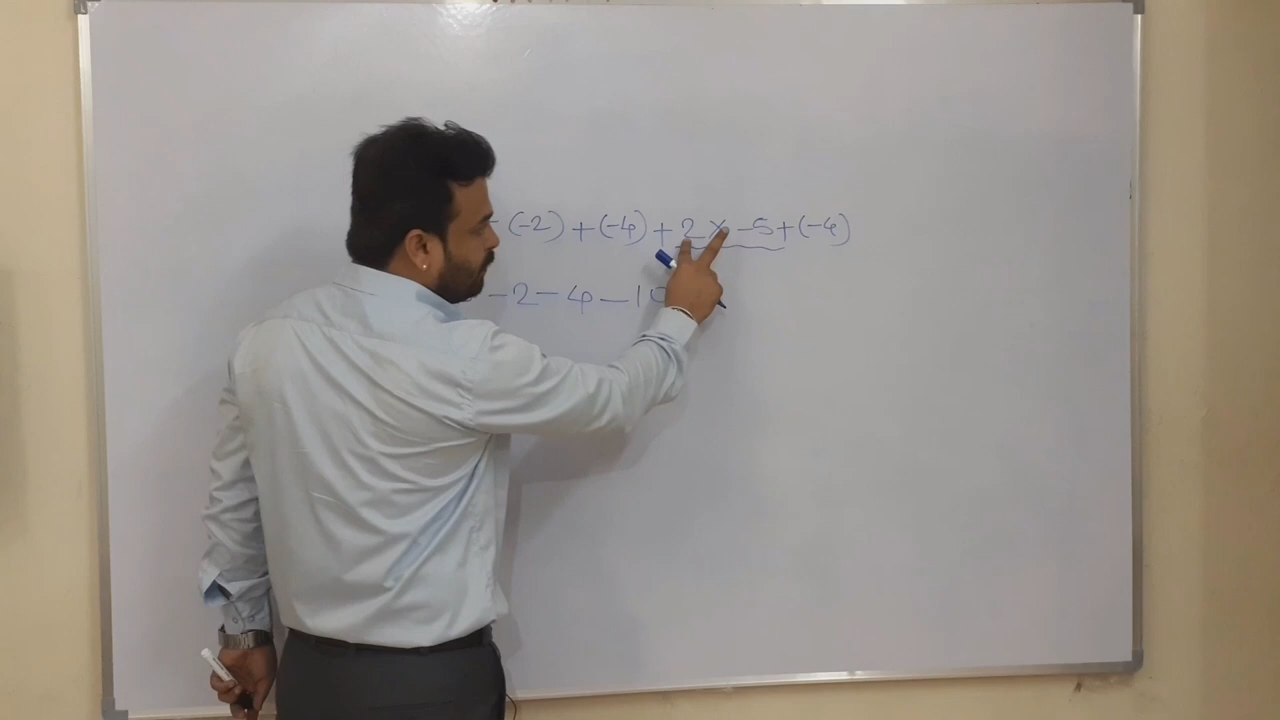 - (-2) + (-4) + 2 × -5 + (-4)
- 2 - 4 - 10